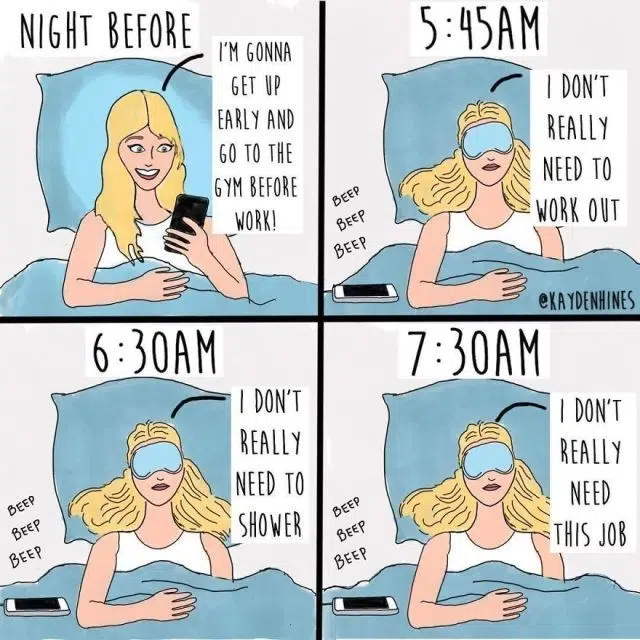 NIGHT BEFORE
I'M GONNA
GET UP
EARLY AND
GO TO THE
GYM BEFORE
WORK!
5:45AM
I DON'T
REALLY
NEED TO
WORK OUT
BEEP
BEEP
BEEP
@KAYDENHINES
6:30AM
I DON'T
REALLY
NEED TO
SHOWER
BEEP
BEEP
BEEP
7:30AM
I DON'T
REALLY
NEED
THIS JOB
BEEP
BEEP
BEEP